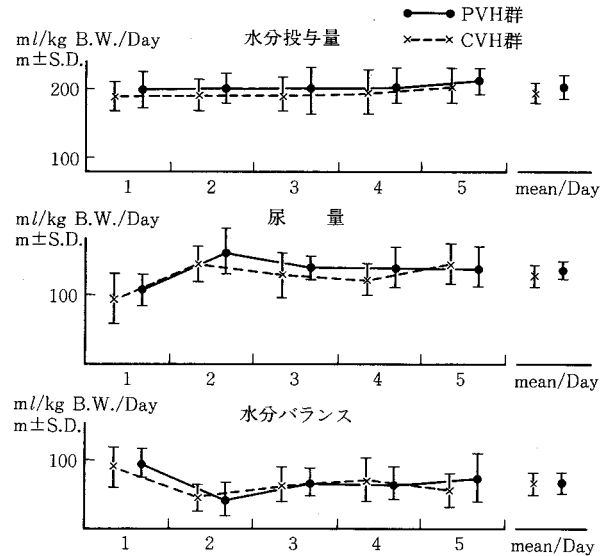 ●—● PVH群
×--× CVH群
ml/kg B.W./Day
m±S.D.
水分投与量
200
100
1 2 3 4 5 mean/Day
ml/kg B.W./Day
m±S.D.
尿 量
100
1 2 3 4 5 mean/Day
ml/kg B.W./Day
m±S.D.
水分バランス
100
1 2 3 4 5 mean/Day